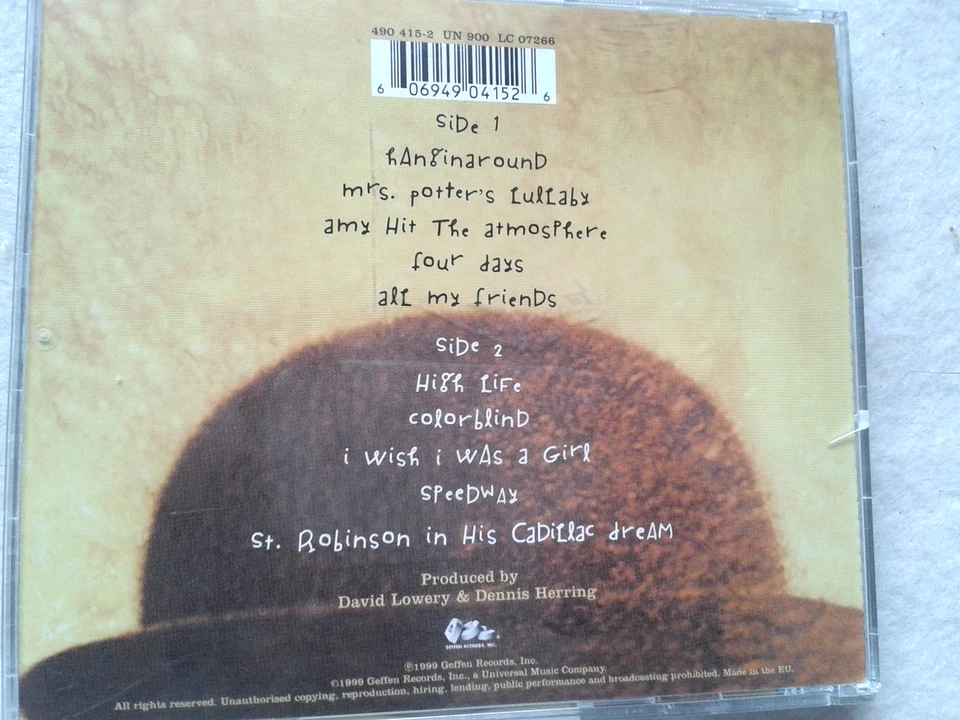 490 415-2 UN 900 LC 07266
6 06949 04152 6
SiDe 1
hAnginarounD
mrs. potter's LulLaby
amy Hit The atmosPhere
four days
alL my frienDs
SiDe 2
HigH LiFe
colorblinD
i wish i wAs a Girl
sPeeDwAy
St. Robinson in His CaDilLac dreAM
Produced by
David Lowery & Dennis Herring
GEFFEN RECORDS, INC.
℗1999 Geffen Records, Inc.
©1999 Geffen Records, Inc., a Universal Music Company.
All rights reserved. Unauthorised copying, reproduction, hiring, lending, public performance and broadcasting prohibited. Made in the EU.